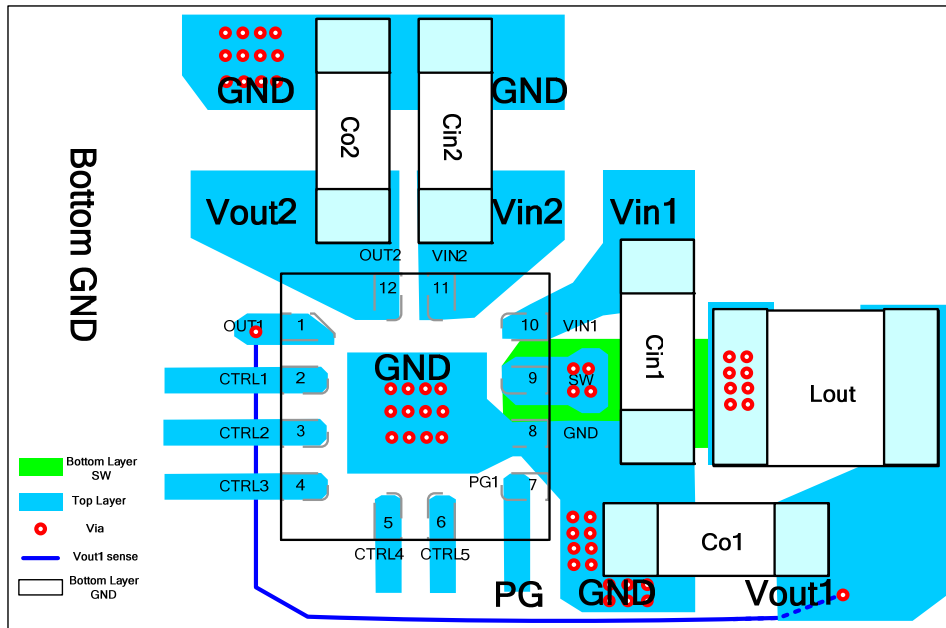 GND
GND
Co2
Cin2
Bottom GND
Vout2
Vin2
Vin1
OUT2
VIN2
12
11
OUT1
1
10
VIN1
Cin1
GND
CTRL1
2
9
SW
Lout
CTRL2
3
8
GND
CTRL3
4
PG1
7
5
6
CTRL4
CTRL5
Co1
PG
GND
Vout1
Bottom Layer
SW
Top Layer
Via
Vout1 sense
Bottom Layer
GND